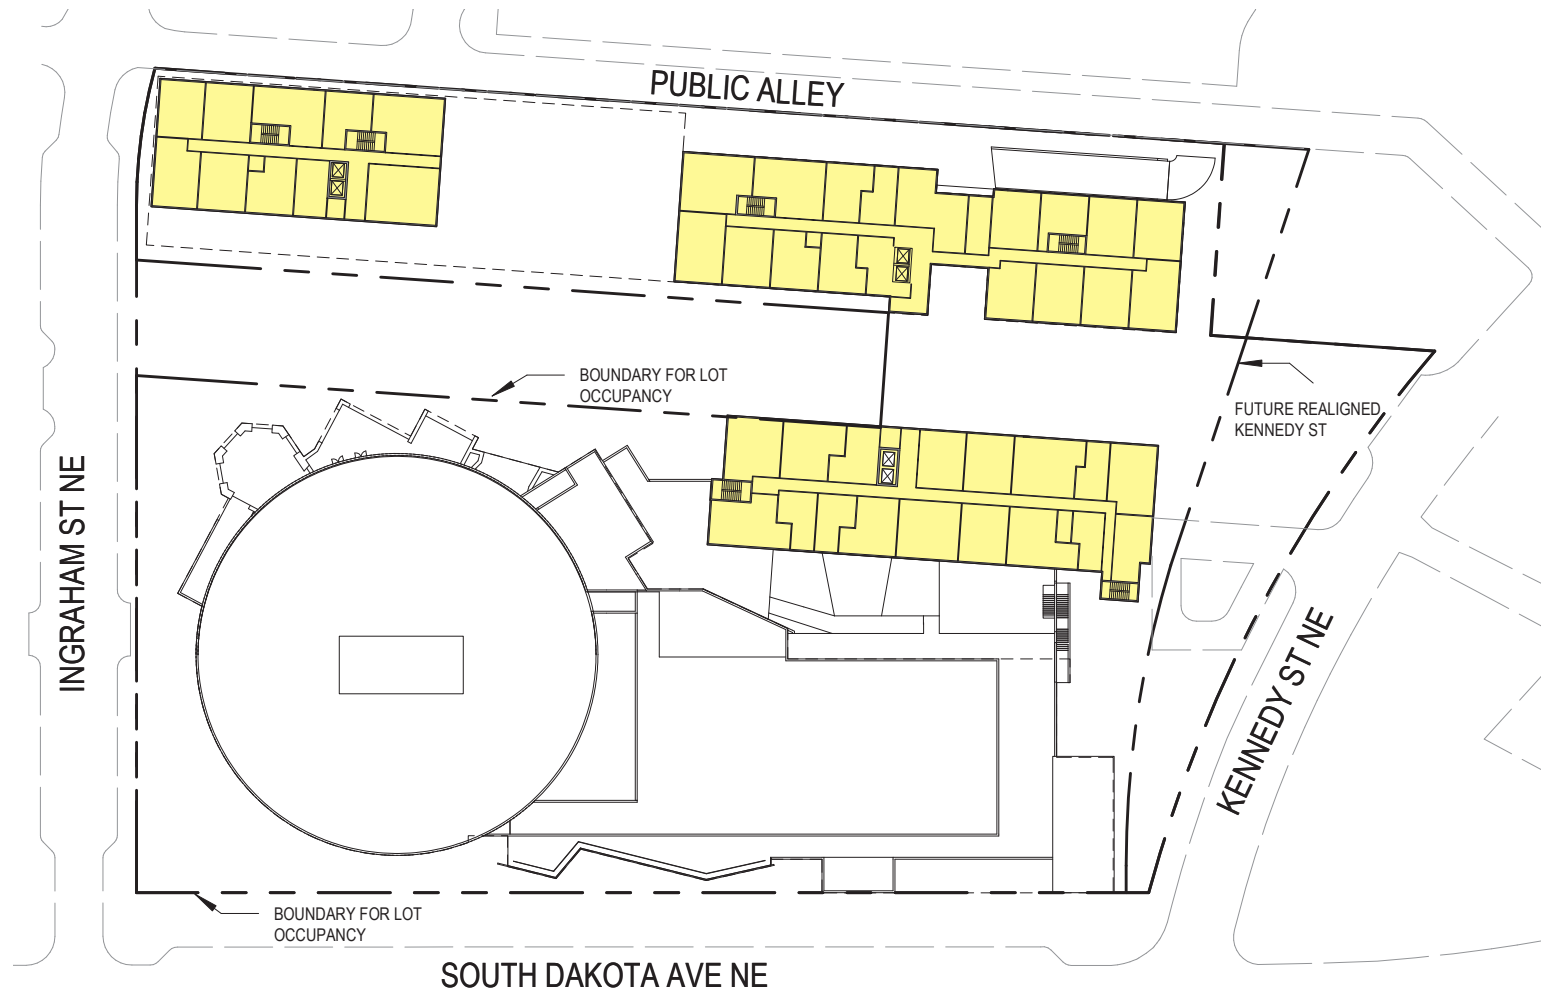 PUBLIC ALLEY
BOUNDARY FOR LOT
OCCUPANCY
FUTURE REALIGNED
KENNEDY ST
INGRAHAM ST NE
KENNEDY ST NE
BOUNDARY FOR LOT
OCCUPANCY
SOUTH DAKOTA AVE NE